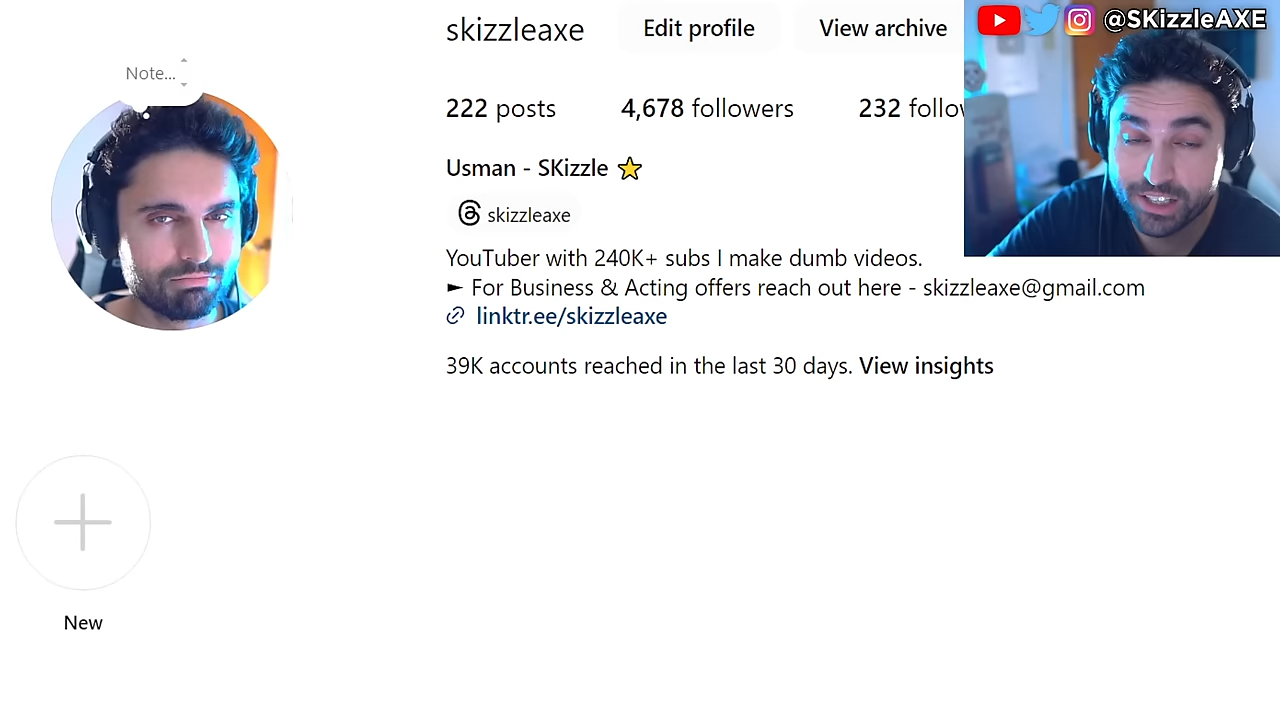 skizzleaxe Edit profile View archive
@SKizzleAXE
Note...
222 posts 4,678 followers 232 follo
Usman - SKizzle ⭐
skizzleaxe
YouTuber with 240K+ subs I make dumb videos.
► For Business & Acting offers reach out here - skizzleaxe@gmail.com
linktr.ee/skizzleaxe
39K accounts reached in the last 30 days. View insights
New